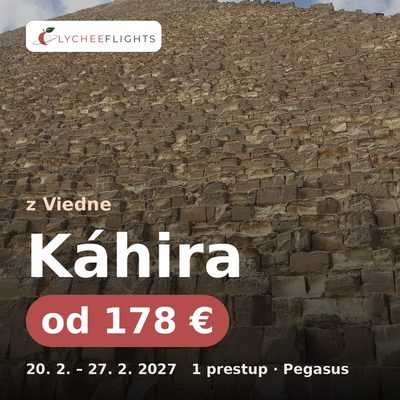 LYCHEEFLIGHTS
z Viedne
Káhira
od 178 €
20. 2. – 27. 2. 2027 1 prestup · Pegasus